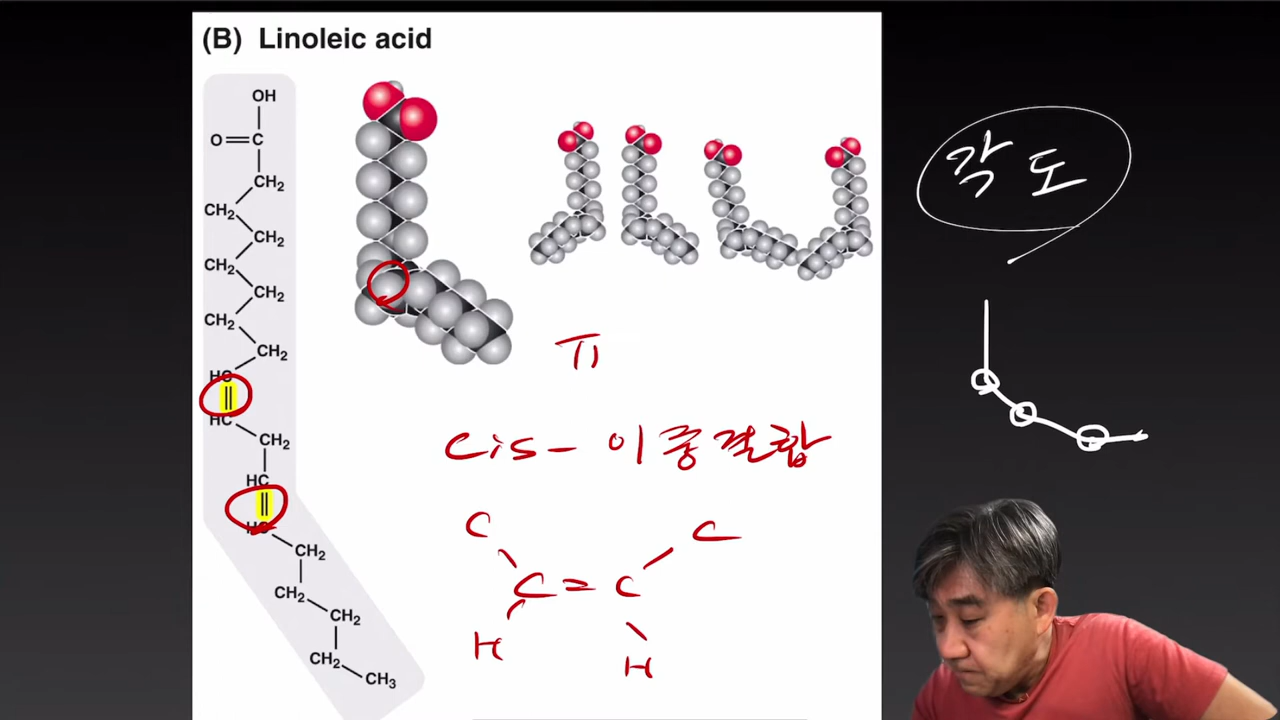 (B) Linoleic acid
OH
O=C
CH2
CH2
CH2
CH2
CH2
CH2
CH2
HC
HC
CH2
HC
HC
CH2
CH2
CH2
CH2
CH3
각도
π
cis- 이중결합
C C
C = C
H H